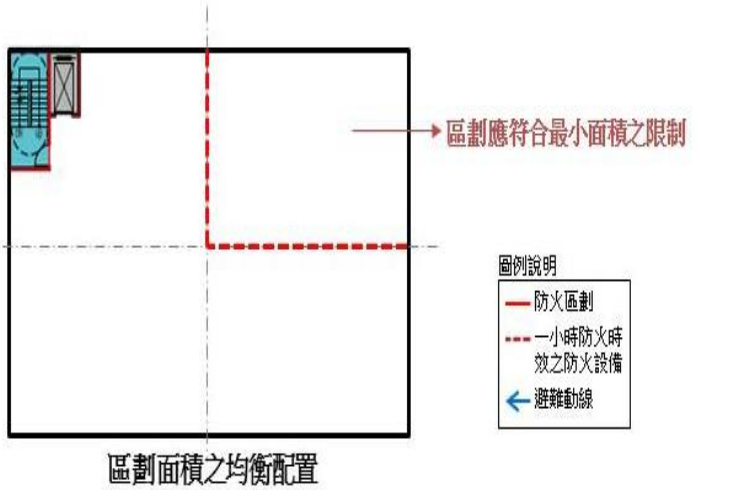 區劃應符合最小面積之限制
圖例說明
防火區劃
一小時防火時
效之防火設備
避難動線
區劃面積之均衡配置